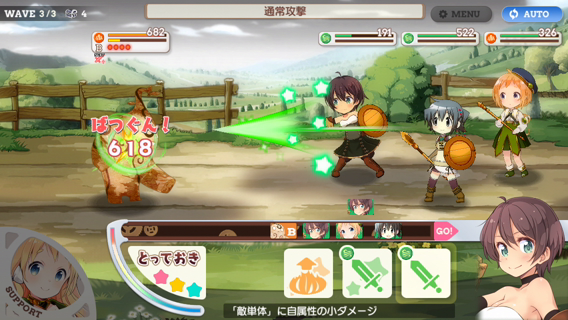 WAVE 3/3 4
通常攻撃
MENU
AUTO
682
191
582
326
ばつぐん!
618
B
GO!
とっておき
SUPPORT
「敵単体」に自属性の小ダメージ